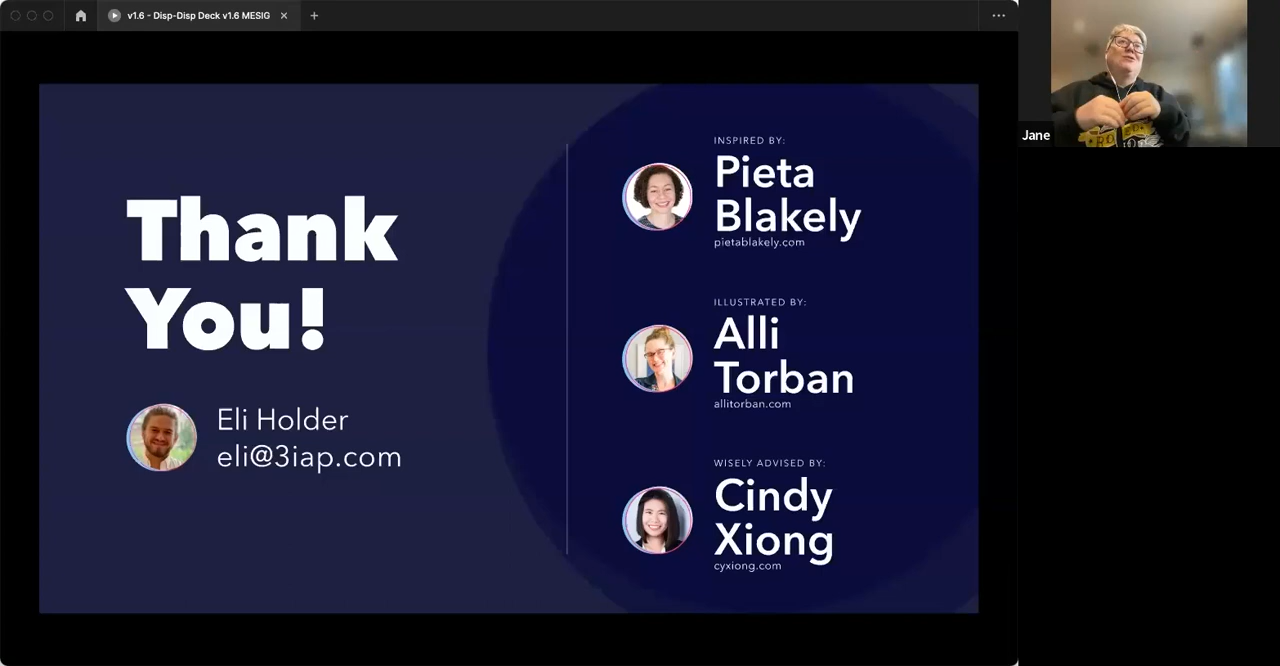 v1.6 - Disp-Disp Deck v1.6 MESIG
Thank
You!
Eli Holder
eli@3iap.com
INSPIRED BY:
Pieta
Blakely
pietablakely.com
ILLUSTRATED BY:
Alli
Torban
allitorban.com
WISELY ADVISED BY:
Cindy
Xiong
cyxiong.com
Jane